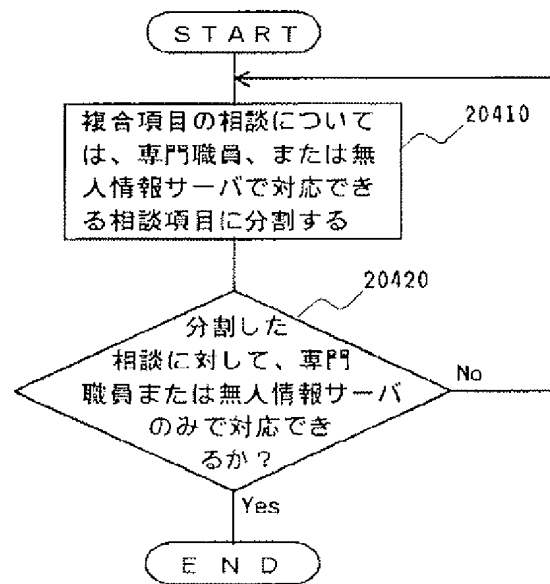 START
複合項目の相談について
は、専門職員、または無
人情報サーバで対応でき
る相談項目に分割する
20410
20420
分割した
相談に対して、専門
職員または無人情報サーバ
のみで対応でき
るか？
No
Yes
END